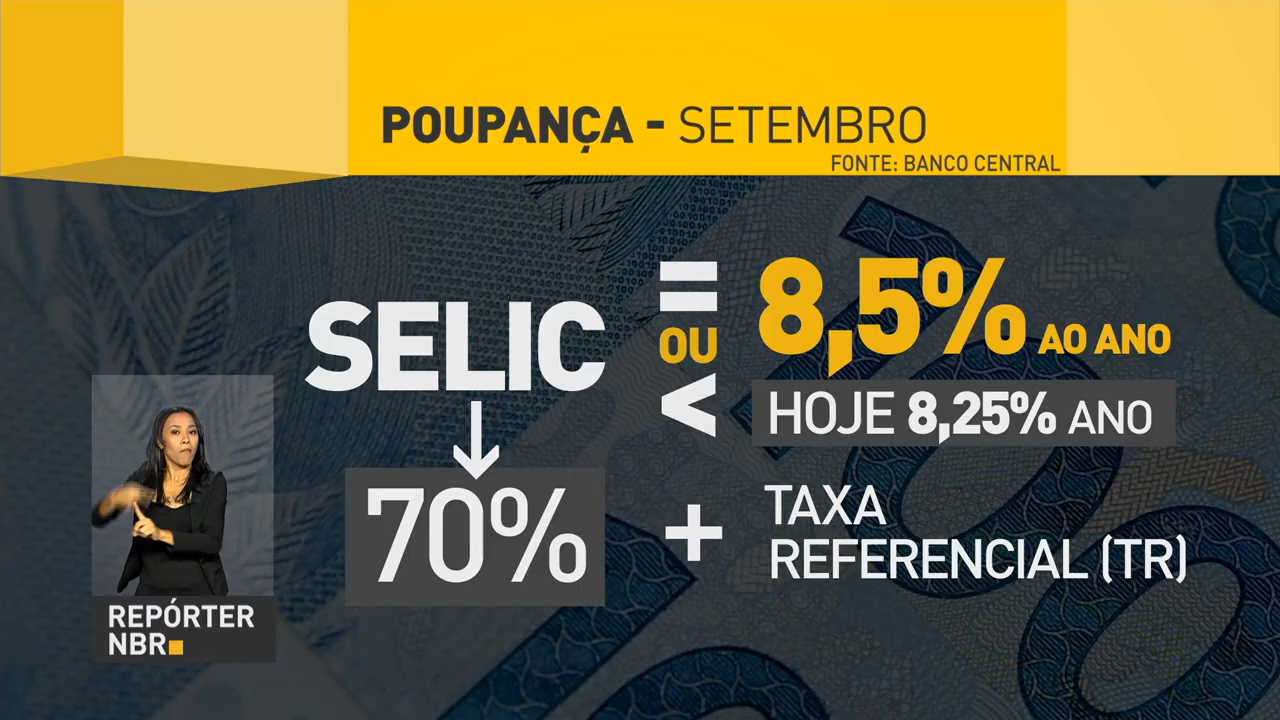 POUPANÇA - SETEMBRO
FONTE: BANCO CENTRAL
SELIC
= OU <
8,5% AO ANO
HOJE 8,25% ANO
70%
+
TAXA
REFERENCIAL (TR)
REPÓRTER
NBR